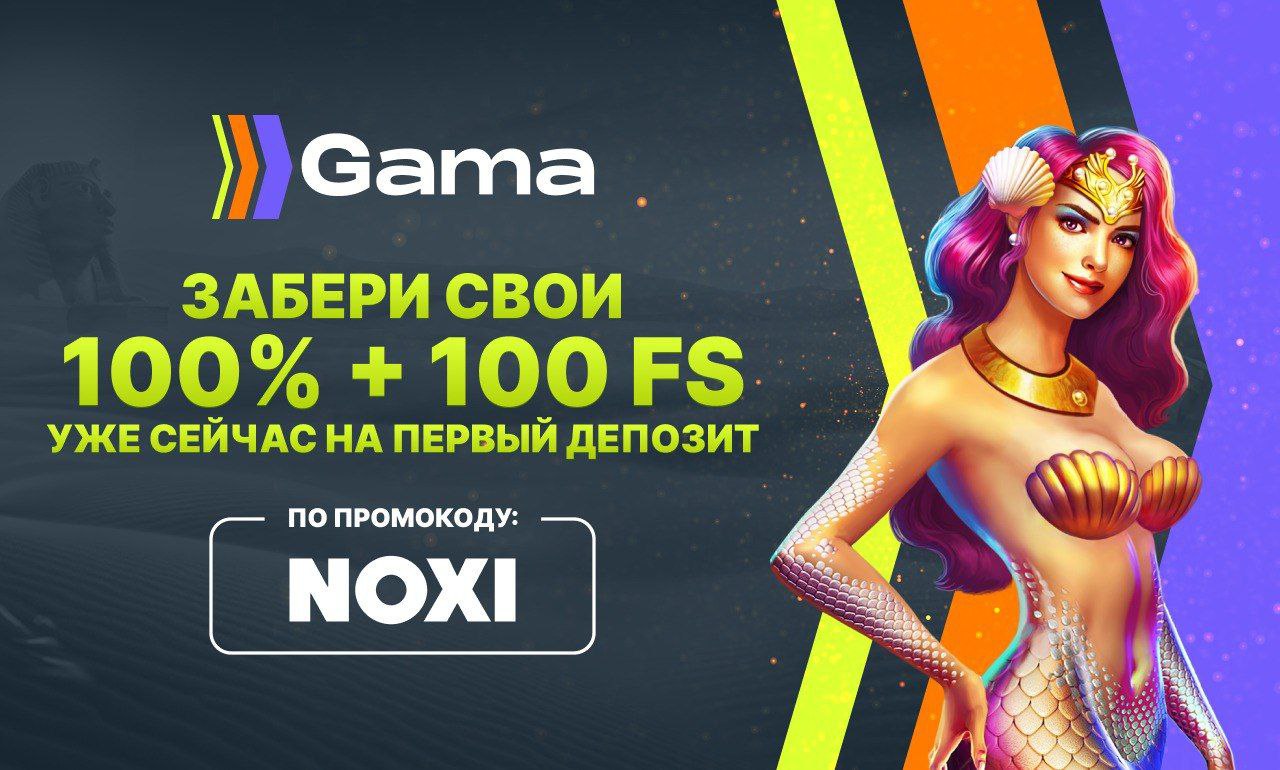 Gama
ЗАБЕРИ СВОИ
100% + 100 FS
УЖЕ СЕЙЧАС НА ПЕРВЫЙ ДЕПОЗИТ
ПО ПРОМОКОДУ:
NOXI